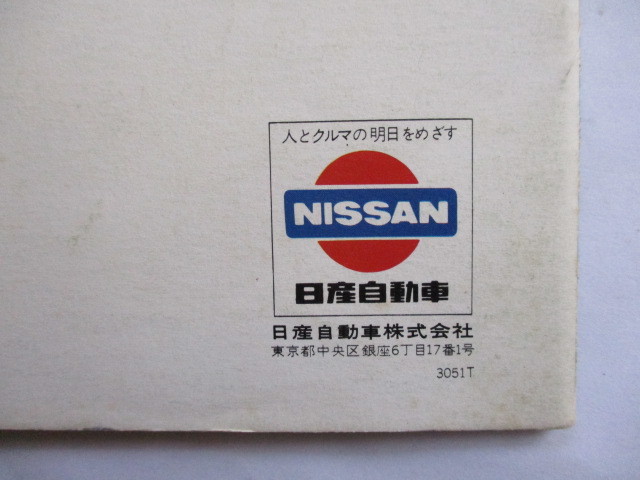 人とクルマの明日をめざす
NISSAN
日産自動車
日産自動車株式会社
東京都中央区銀座6丁目17番1号
3051T